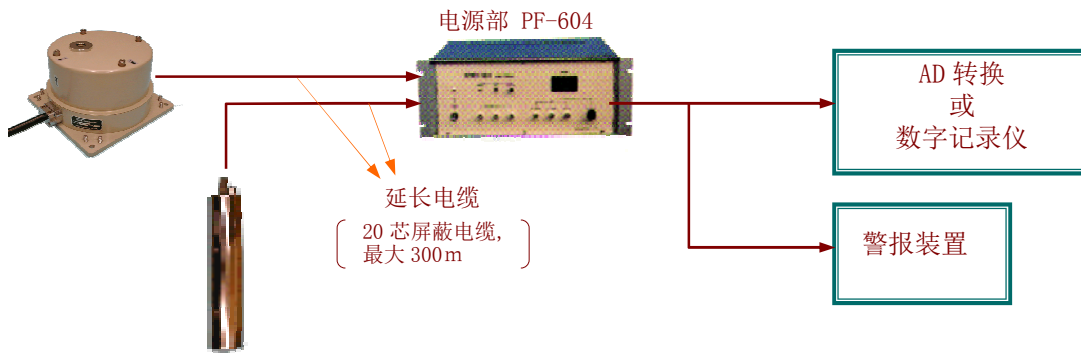 电源部 PF-604
AD 转换
或
数字记录仪
延长电缆
20 芯屏蔽电�，
最大 300m
警报装置